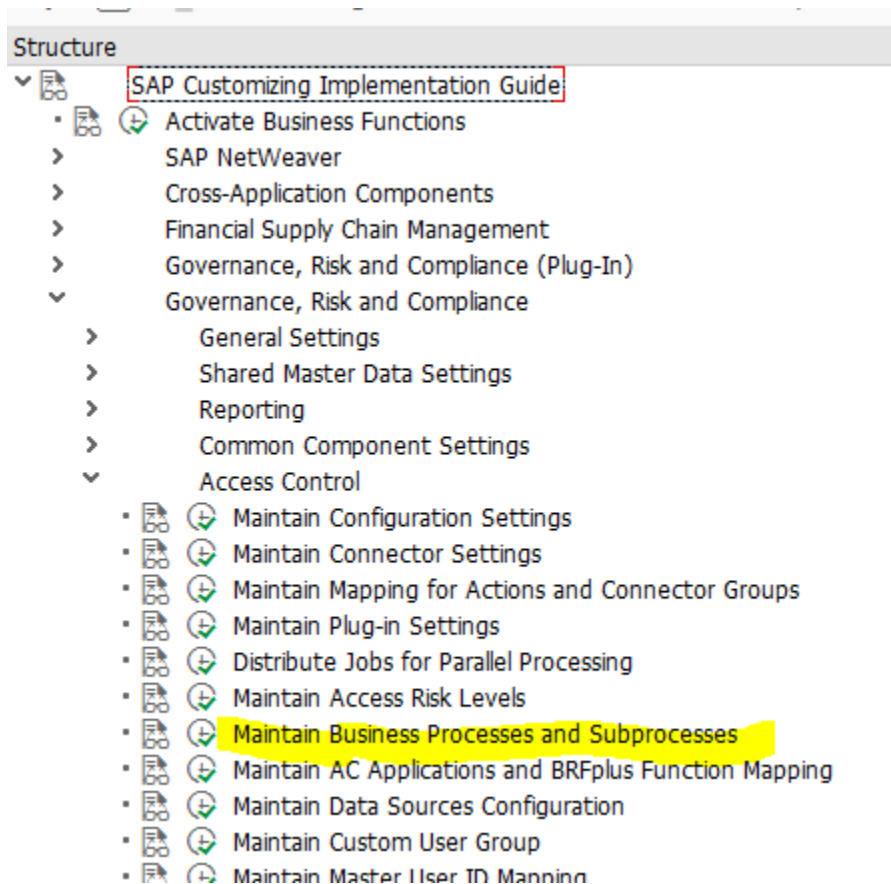 Structure
SAP Customizing Implementation Guide
Activate Business Functions
SAP NetWeaver
Cross-Application Components
Financial Supply Chain Management
Governance, Risk and Compliance (Plug-In)
Governance, Risk and Compliance
General Settings
Shared Master Data Settings
Reporting
Common Component Settings
Access Control
Maintain Configuration Settings
Maintain Connector Settings
Maintain Mapping for Actions and Connector Groups
Maintain Plug-in Settings
Distribute Jobs for Parallel Processing
Maintain Access Risk Levels
Maintain Business Processes and Subprocesses
Maintain AC Applications and BRFplus Function Mapping
Maintain Data Sources Configuration
Maintain Custom User Group
Maintain Master User ID Mapping